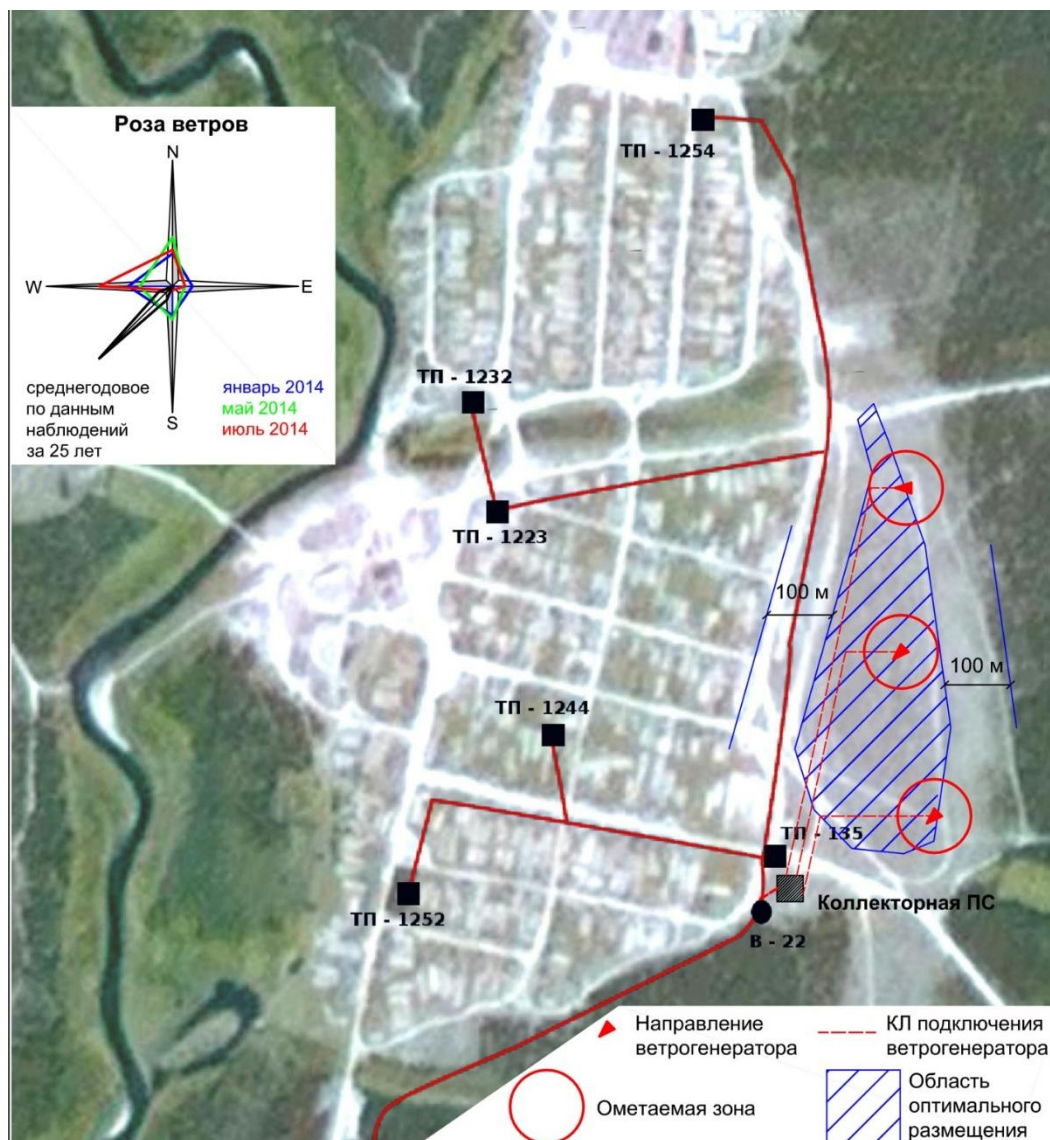 Роза ветров
N
W
E
S
среднегодовое
по данным
наблюдений
за 25 лет
январь 2014
май 2014
июль 2014
ТП - 1254
ТП - 1232
ТП - 1223
100 м
100 м
ТП - 1244
ТП - 135
ТП - 1252
Коллекторная ПС
В - 22
Направление
ветрогенератора
КЛ подключения
ветрогенератора
Ометаемая зона
Область
оптимального
размещения